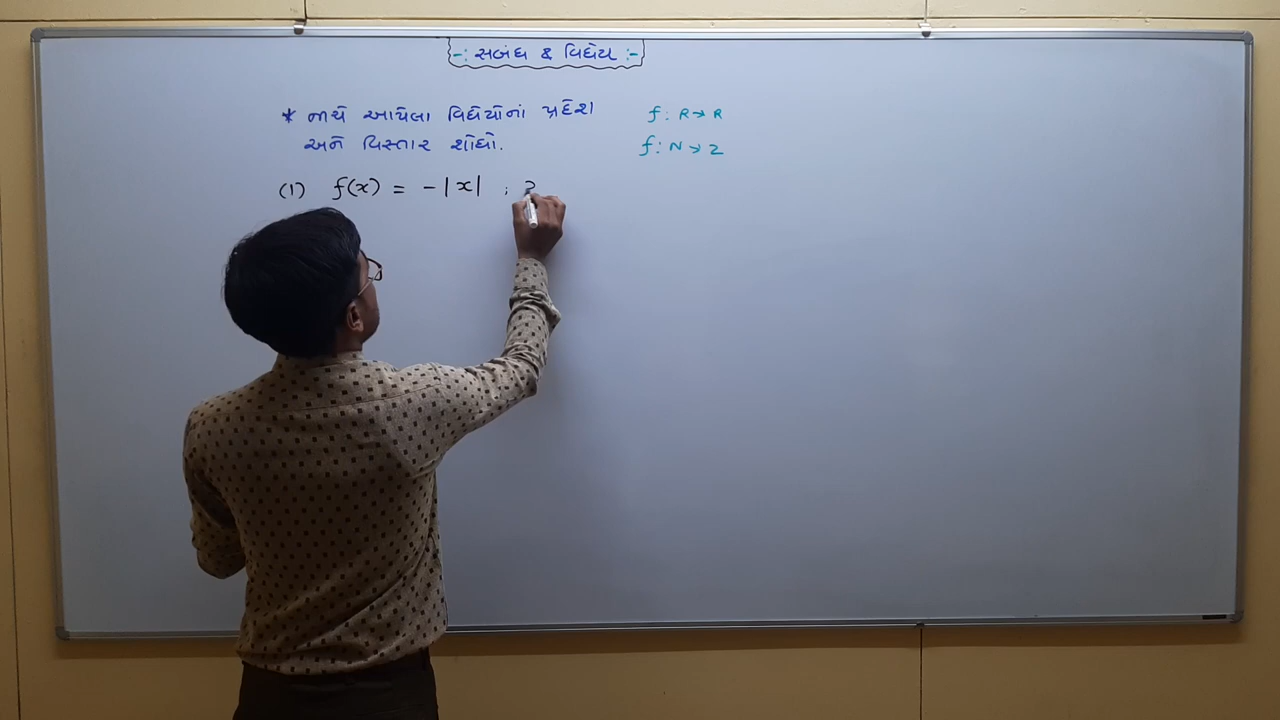 -: સબંધ & વિધેય :-
* નીચે આપેલા વિધેયોનાં પ્રદેશ
અને વિસ્તાર શોધો.
f: R→R
f: N→Z
(1) f(x) = -|x| ;